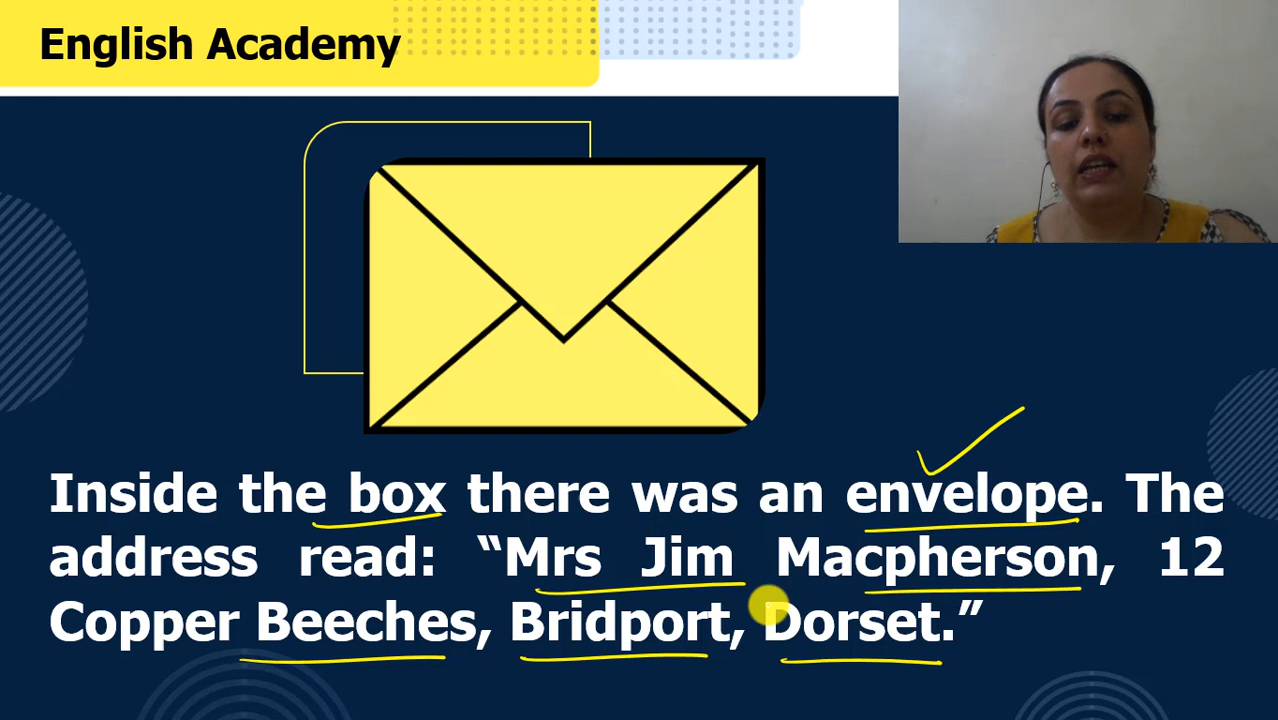 English Academy
Inside the box there was an envelope. The
address read: “Mrs Jim Macpherson, 12
Copper Beeches, Bridport, Dorset.”